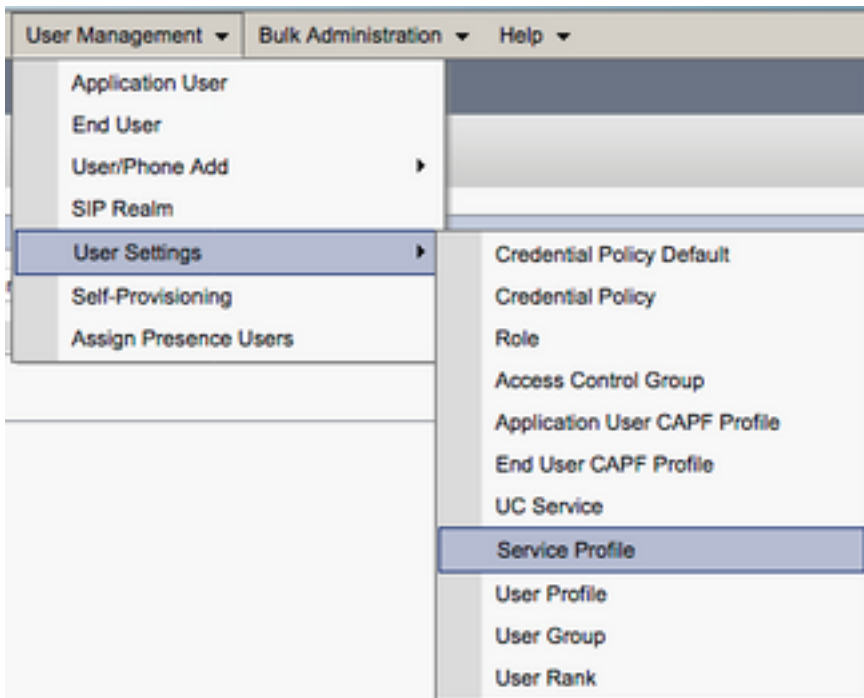 User Management Bulk Administration Help
Application User
End User
User/Phone Add
SIP Realm
User Settings
Self-Provisioning
Assign Presence Users
Credential Policy Default
Credential Policy
Role
Access Control Group
Application User CAPF Profile
End User CAPF Profile
UC Service
Service Profile
User Profile
User Group
User Rank